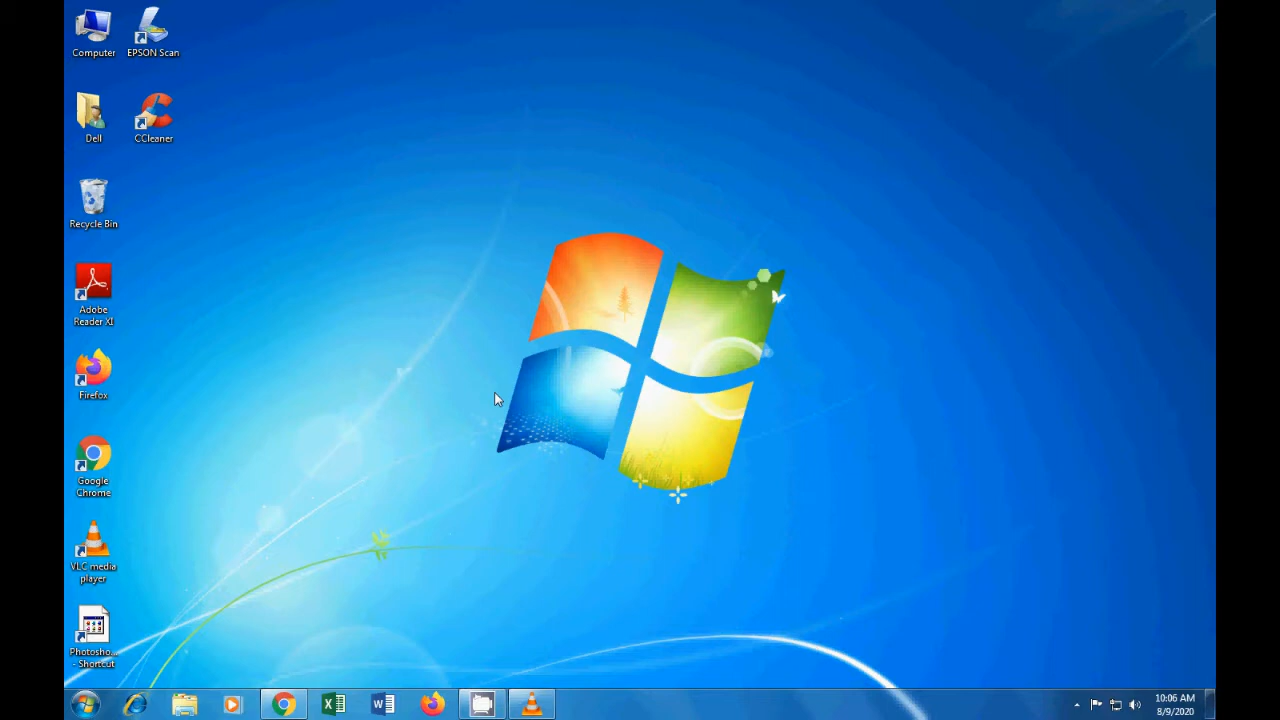 Computer
EPSON Scan
Dell
CCleaner
Recycle Bin
Adobe
Reader XI
Firefox
Google
Chrome
VLC media
player
Photosho...
- Shortcut
10:06 AM
8/9/2020